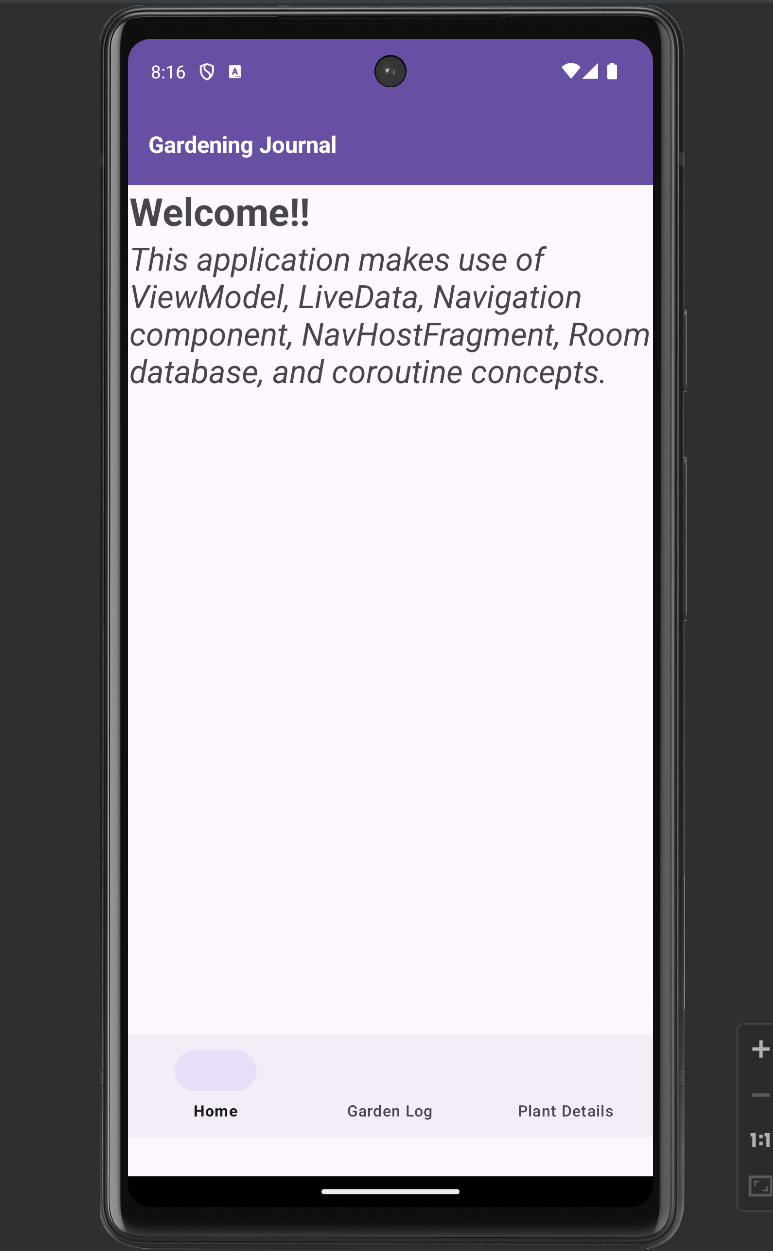 8:16
A
Gardening Journal
Welcome!!
This application makes use of
ViewModel, LiveData, Navigation
component, NavHostFragment, Room
database, and coroutine concepts.
Home
Garden Log
Plant Details
1:1